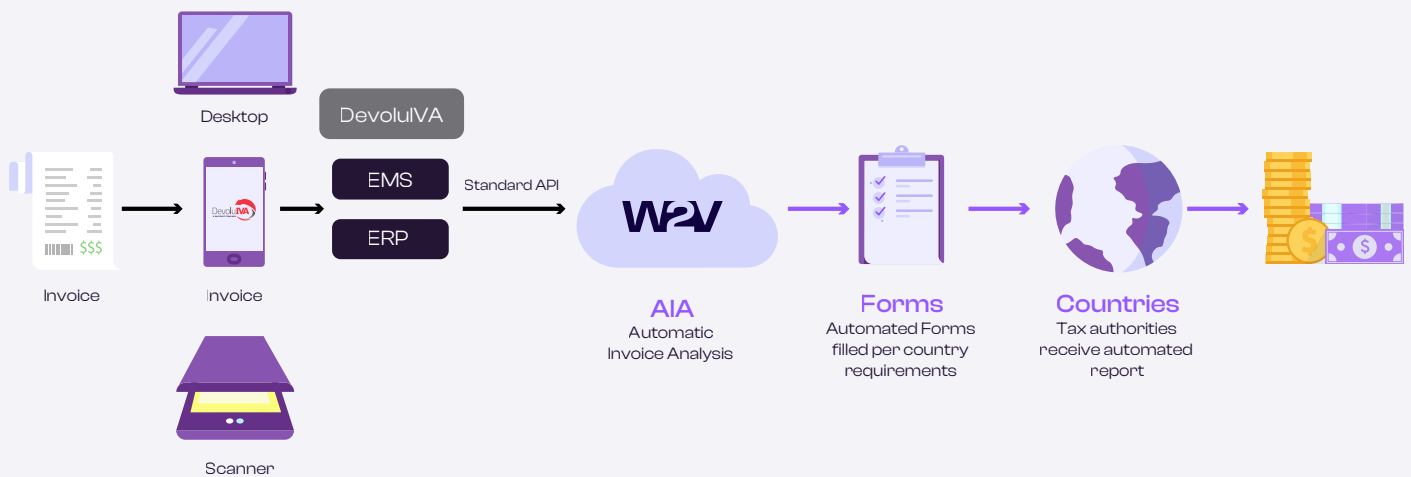 Desktop
DevoluIVA
EMS
Standard API
ERP
DevoluIVA
W2V
$$$
$
$
Invoice
Invoice
AIA
Automatic
Invoice Analysis
Forms
Automated Forms
filled per country
requirements
Countries
Tax authorities
receive automated
report
Scanner